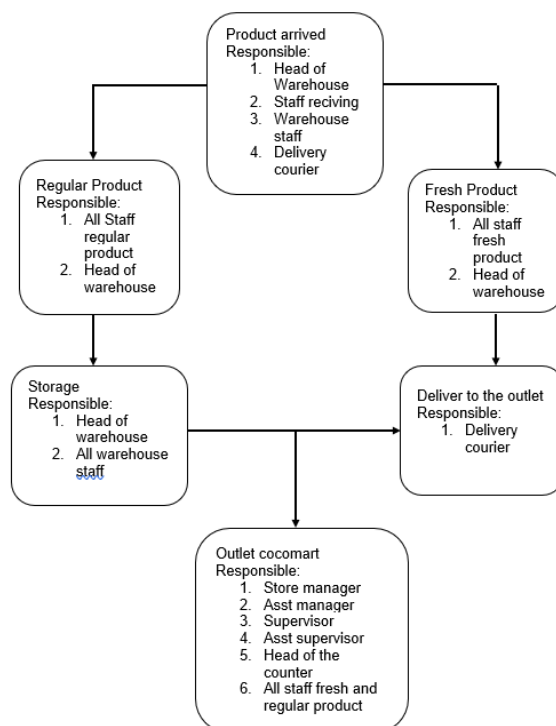 Product arrived
Responsible:
1. Head of
Warehouse
2. Staff reciving
3. Warehouse
staff
4. Delivery
courier
Regular Product
Responsible:
1. All Staff
regular
product
2. Head of
warehouse
Fresh Product
Responsible:
1. All staff
fresh
product
2. Head of
warehouse
Storage
Responsible:
1. Head of
warehouse
2. All warehouse
staff
Deliver to the outlet
Responsible:
1. Delivery
courier
Outlet cocomart
Responsible:
1. Store manager
2. Asst manager
3. Supervisor
4. Asst supervisor
5. Head of the
counter
6. All staff fresh and
regular product